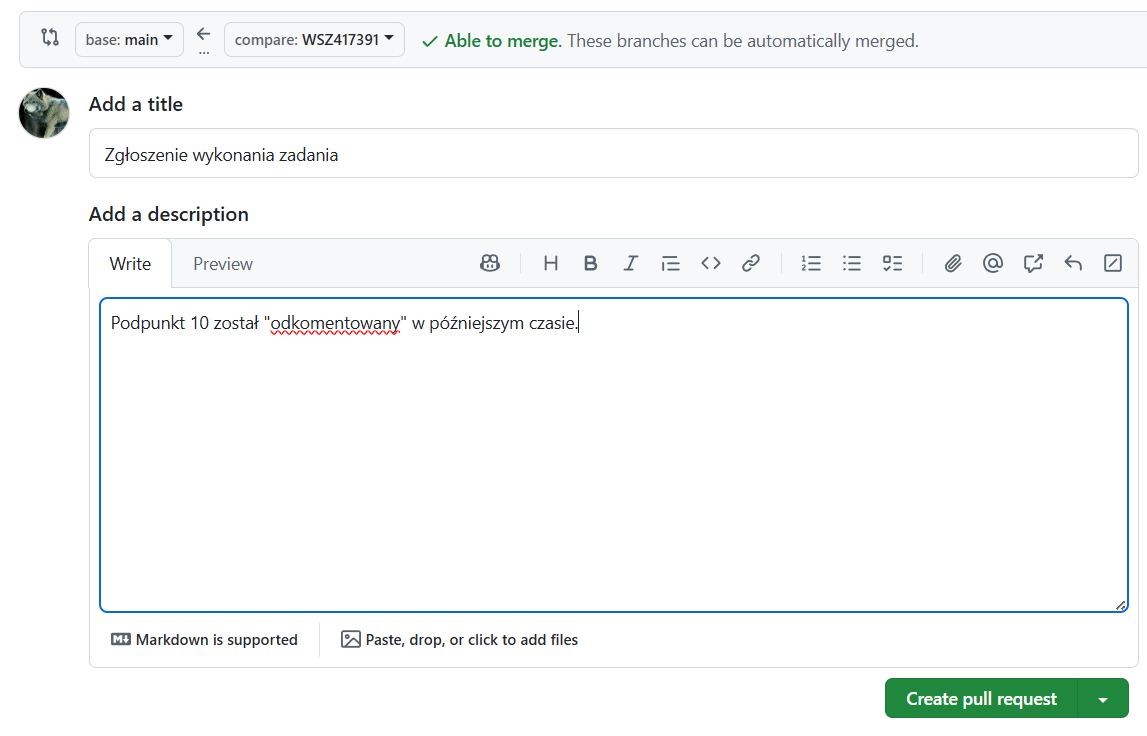 base: main ← compare: WSZ417391 ✓ Able to merge. These branches can be automatically merged.
...
Add a title
Zgłoszenie wykonania zadania
Add a description
Write Preview
Podpunkt 10 został "odkomentowany" w późniejszym czasie.
Markdown is supported Paste, drop, or click to add files
Create pull request